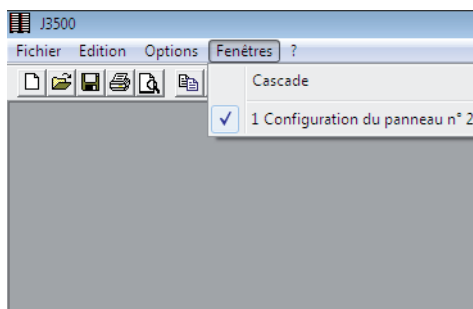 J3500
Fichier Edition Options Fenêtres ?
Cascade
1 Configuration du panneau n° 2